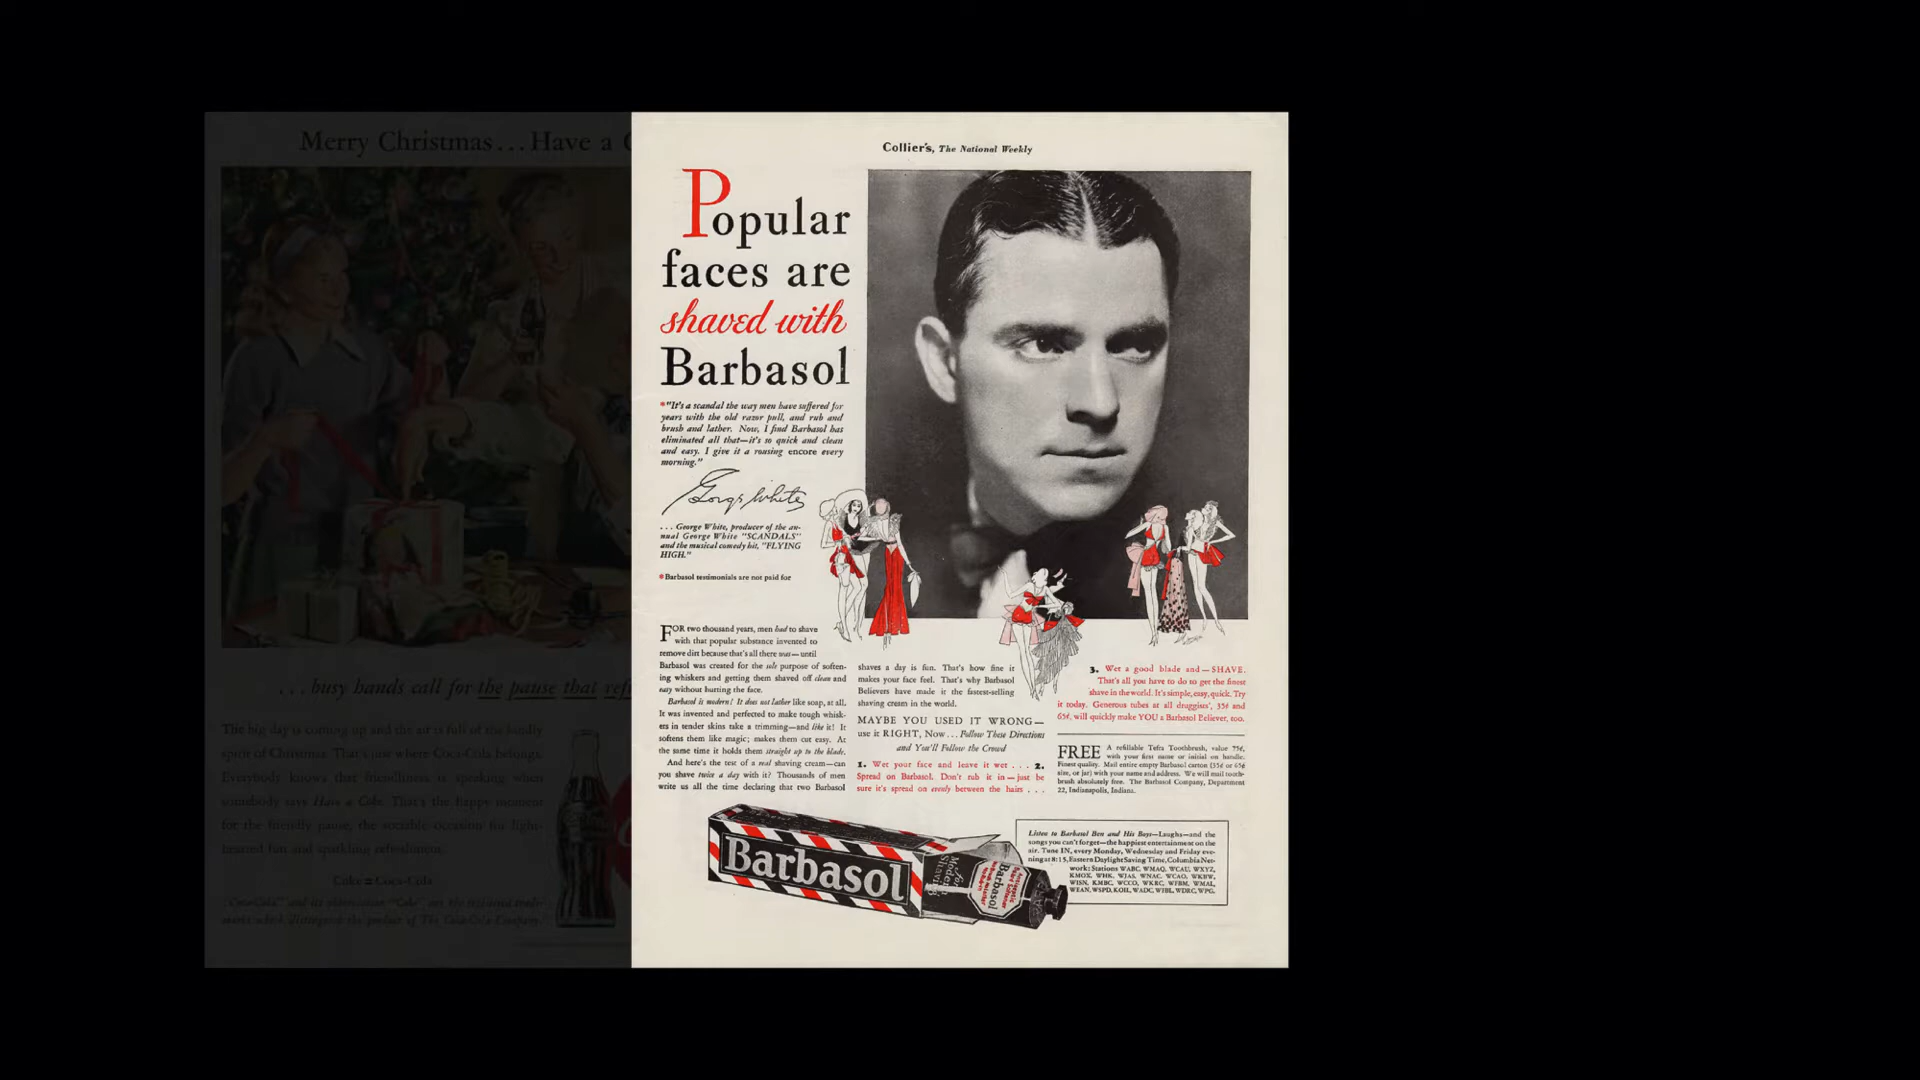 Merry Christmas...Have a
...busy hands call for the pause that
The big day is coming up and the air is full of the kindly
spirit of Christmas. That's just where Coca-Cola belongs.
Everybody knows that friendliness is speaking when
somebody says Have a Coke. That's the happy moment
for the friendly pause, the sociable occasion for light-
hearted fun and sparkling refreshment.
Coke = Coca-Cola
Collier's, The National Weekly
Popular
faces are
shaved with
Barbasol
*"It's a scandal the way men have suffered for
years with the old razor pull, and rub and
brush and lather. Now, I find Barbasol has
eliminated all that—it's so quick and clean
and easy. I give it a rousing encore every
morning."
George White
... George White, producer of the an-
nual George White "SCANDALS"
and the musical comedy hit, "FLYING
HIGH."
*Barbasol testimonials are not paid for
FOR two thousand years, men had to shave
with that popular substance invented to
remove dirt because that's all there was—until
Barbasol was created for the sole purpose of soften-
ing whiskers and getting them shaved off clean and
easy without hurting the face.
Barbasol is modern! It does not lather like soap, at all.
It was invented and perfected to make tough whisk-
ers in tender skins take a trimming—and like it! It
softens them like magic; makes them cut easy. At
the same time it holds them straight up to the blade.
And here's the test of a real shaving cream—can
you shave twice a day with it? Thousands of men
write us all the time declaring that two Barbasol
shaves a day is fun. That's how fine it
makes your face feel. That's why Barbasol
Believers have made it the fastest-selling
shaving cream in the world.
MAYBE YOU USED IT WRONG—
use it RIGHT, Now...Follow These Directions
and You'll Follow the Crowd
1. Wet your face and leave it wet ... 2.
Spread on Barbasol. Don't rub it in—just be
sure it's spread on evenly between the hairs ...
3. Wet a good blade and—SHAVE.
That's all you have to do to get the finest
shave in the world. It's simple, easy, quick. Try
it today. Generous tubes at all druggists', 35¢ and
65¢, will quickly make YOU a Barbasol Believer, too.
FREE A refillable Tefra Toothbrush, value 75¢,
with your first name or initial on handle.
Finest quality. Mail entire empty Barbasol carton (35¢ or 65¢
size, or jar) with your name and address. We will mail tooth-
brush absolutely free. The Barbasol Company, Department
22, Indianapolis, Indiana.
Barbasol
For
Modern
Shaving
Barbasol
Listen to Barbasol Ben and His Boys—Laughs—and the
songs you can't forget—the happiest entertainment on the
air. Tune IN, every Monday, Wednesday and Friday eve-
ning at 8:15, Eastern Daylight Saving Time, Columbia Net-
work: Stations WABC, WMAQ, WCAU, WXYZ,
KMOX, WHK, WJAS, WNAC, WCAO, WKBW,
WISN, KMBC, WCCO, WKRC, WFBM, WMAL,
WEAN, WSPD, KOIL, WADC, WIBL, WDRC, WPG.